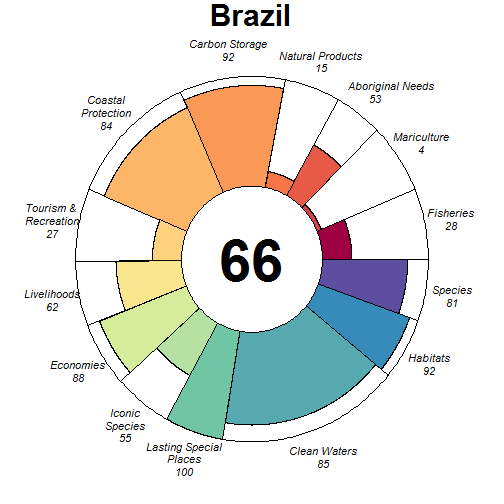 Brazil
Carbon Storage
92
Natural Products
15
Aboriginal Needs
53
Mariculture
4
Fisheries
28
Species
81
Habitats
92
Clean Waters
85
Lasting Special
Places
100
Iconic
Species
55
Economies
88
Livelihoods
62
Tourism &
Recreation
27
Coastal
Protection
84
66